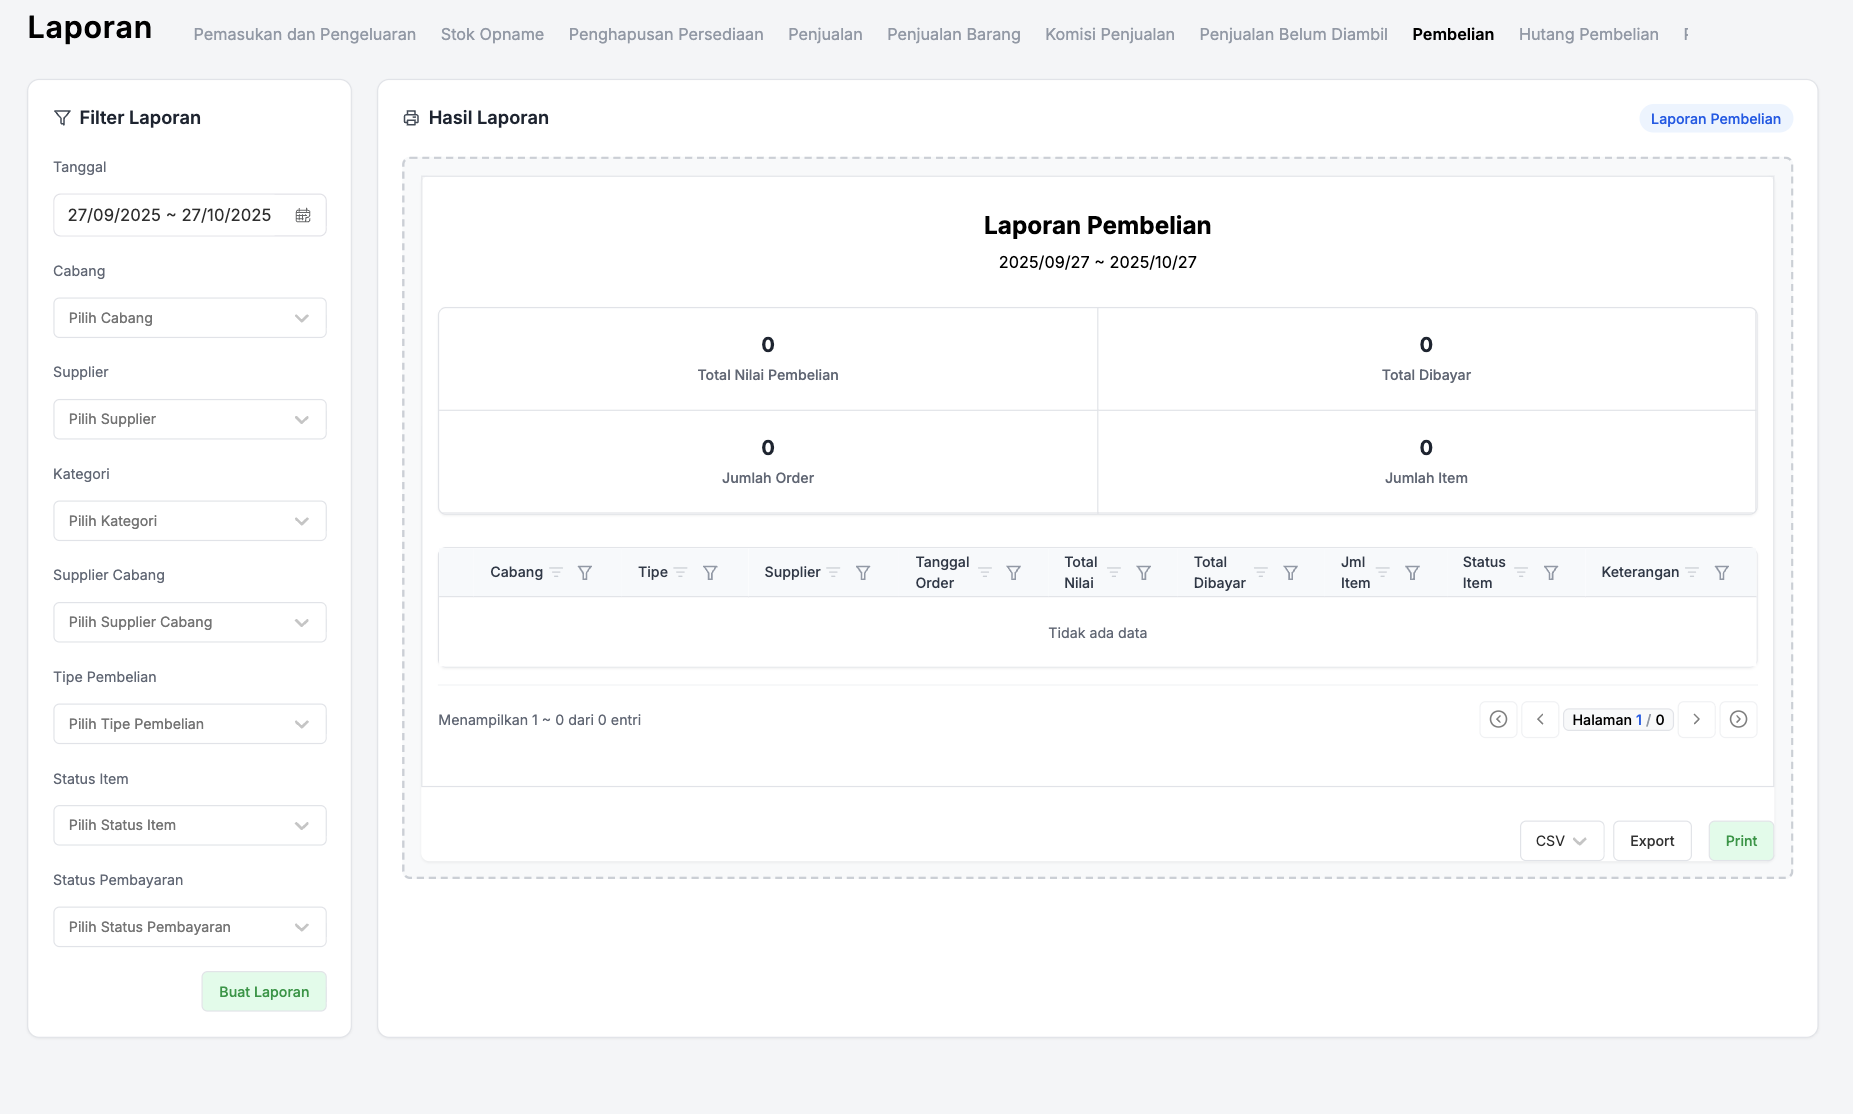 Laporan
Pemasukan dan Pengeluaran Stok Opname Penghapusan Persediaan Penjualan Penjualan Barang Komisi Penjualan Penjualan Belum Diambil Pembelian Hutang Pembelian
Filter Laporan
Tanggal
27/09/2025 ~ 27/10/2025
Cabang
Pilih Cabang
Supplier
Pilih Supplier
Kategori
Pilih Kategori
Supplier Cabang
Pilih Supplier Cabang
Tipe Pembelian
Pilih Tipe Pembelian
Status Item
Pilih Status Item
Status Pembayaran
Pilih Status Pembayaran
Buat Laporan
Hasil Laporan
Laporan Pembelian
Laporan Pembelian
2025/09/27 ~ 2025/10/27
0
Total Nilai Pembelian
0
Total Dibayar
0
Jumlah Order
0
Jumlah Item
Cabang
Tipe
Supplier
Tanggal
Order
Total
Nilai
Total
Dibayar
Jml
Item
Status
Item
Keterangan
Tidak ada data
Menampilkan 1 ~ 0 dari 0 entri
Halaman 1 / 0
CSV
Export
Print